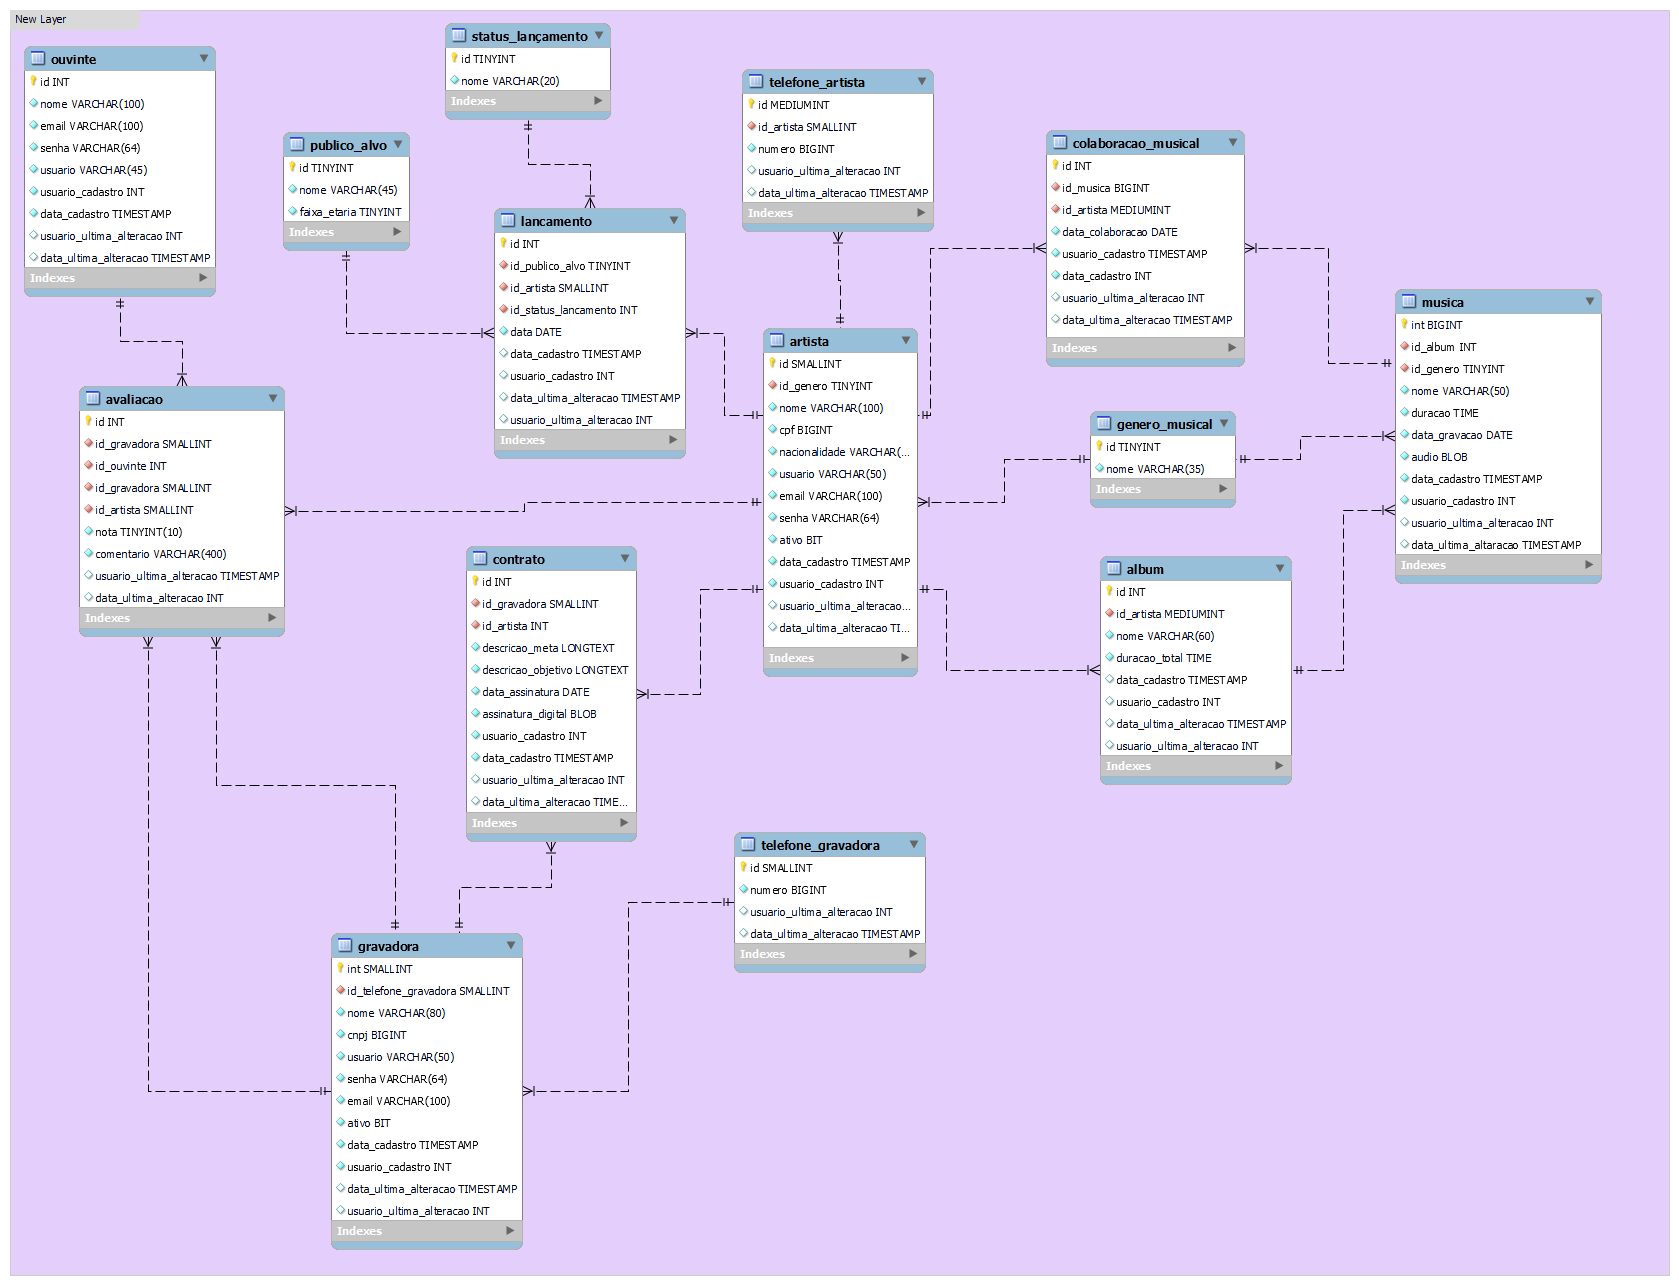 New Layer
ouvinte
id INT
nome VARCHAR(100)
email VARCHAR(100)
senha VARCHAR(64)
usuario VARCHAR(45)
usuario_cadastro INT
data_cadastro TIMESTAMP
usuario_ultima_alteracao INT
data_ultima_alteracao TIMESTAMP
Indexes
publico_alvo
id TINYINT
nome VARCHAR(45)
faixa_etaria TINYINT
Indexes
status_lançamento
id TINYINT
nome VARCHAR(20)
Indexes
lancamento
id INT
id_publico_alvo TINYINT
id_artista SMALLINT
id_status_lancamento INT
data DATE
data_cadastro TIMESTAMP
usuario_cadastro INT
data_ultima_alteracao TIMESTAMP
usuario_ultima_alteracao INT
Indexes
telefone_artista
id MEDIUMINT
id_artista SMALLINT
numero BIGINT
usuario_ultima_alteracao INT
data_ultima_alteracao TIMESTAMP
Indexes
colaboracao_musical
id INT
id_musica BIGINT
id_artista MEDIUMINT
data_colaboracao DATE
usuario_cadastro TIMESTAMP
data_cadastro INT
usuario_ultima_alteracao INT
data_ultima_alteracao TIMESTAMP
Indexes
musica
int BIGINT
id_album INT
id_genero TINYINT
nome VARCHAR(50)
duracao TIME
data_gravacao DATE
audio BLOB
data_cadastro TIMESTAMP
usuario_cadastro INT
usuario_ultima_alteracao INT
data_ultima_altaracao TIMESTAMP
Indexes
avaliacao
id INT
id_gravadora SMALLINT
id_ouvinte INT
id_gravadora SMALLINT
id_artista SMALLINT
nota TINYINT(10)
comentario VARCHAR(400)
usuario_ultima_alteracao TIMESTAMP
data_ultima_alteracao INT
Indexes
artista
id SMALLINT
id_genero TINYINT
nome VARCHAR(100)
cpf BIGINT
nacionalidade VARCHAR(...
usuario VARCHAR(50)
email VARCHAR(100)
senha VARCHAR(64)
ativo BIT
data_cadastro TIMESTAMP
usuario_cadastro INT
usuario_ultima_alteracao...
data_ultima_alteracao TI...
Indexes
genero_musical
id TINYINT
nome VARCHAR(35)
Indexes
contrato
id INT
id_gravadora SMALLINT
id_artista INT
descricao_meta LONGTEXT
descricao_objetivo LONGTEXT
data_assinatura DATE
assinatura_digital BLOB
usuario_cadastro INT
data_cadastro TIMESTAMP
usuario_ultima_alteracao INT
data_ultima_alteracao TIME...
Indexes
album
id INT
id_artista MEDIUMINT
nome VARCHAR(60)
duracao_total TIME
data_cadastro TIMESTAMP
usuario_cadastro INT
data_ultima_alteracao TIMESTAMP
usuario_ultima_alteracao INT
Indexes
telefone_gravadora
id SMALLINT
numero BIGINT
usuario_ultima_alteracao INT
data_ultima_alteracao TIMESTAMP
Indexes
gravadora
int SMALLINT
id_telefone_gravadora SMALLINT
nome VARCHAR(80)
cnpj BIGINT
usuario VARCHAR(50)
senha VARCHAR(64)
email VARCHAR(100)
ativo BIT
data_cadastro TIMESTAMP
usuario_cadastro INT
data_ultima_alteracao TIMESTAMP
usuario_ultima_alteracao INT
Indexes